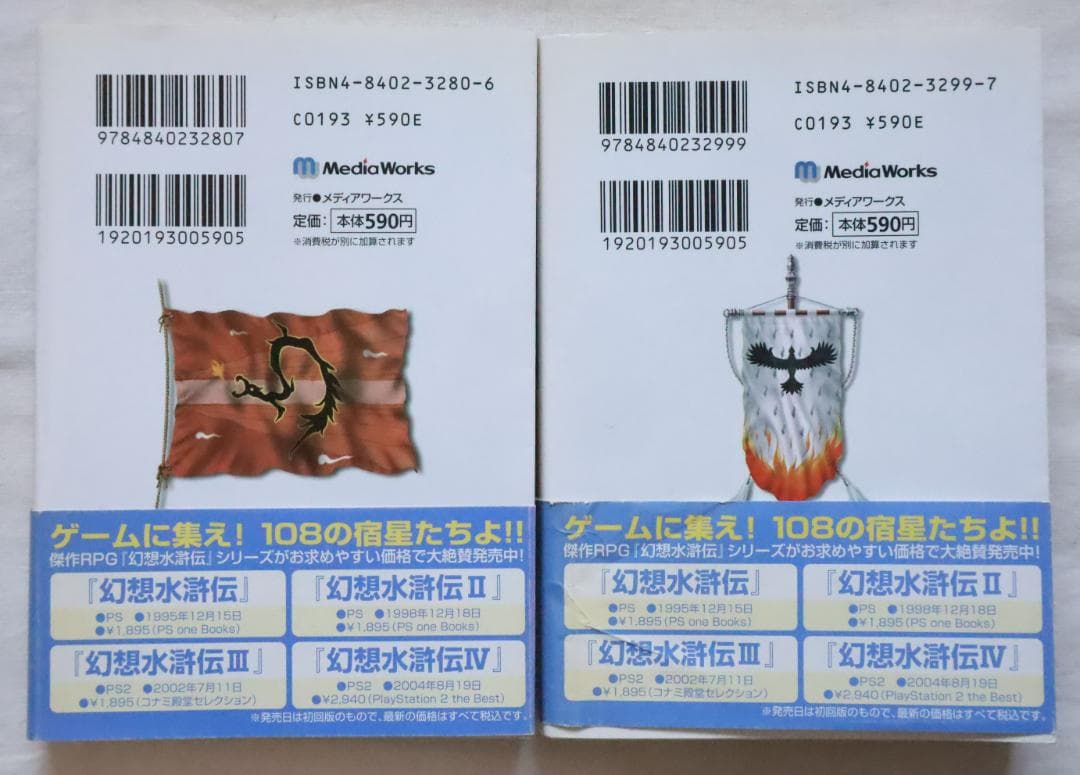 ISBN4-8402-3280-6
9784840232807
C0193 ¥590E
MediaWorks
発行●メディアワークス
定価：本体590円
※消費税が別に加算されます
1920193005905
ゲームに集え！ 108の宿星たちよ!!
傑作RPG『幻想水滸伝』シリーズがお求めやすい価格で大絶賛発売中！
『幻想水滸伝』
●PS ●1995年12月15日
●¥1,895(PS one Books)
『幻想水滸伝Ⅱ』
●PS ●1998年12月18日
●¥1,895(PS one Books)
『幻想水滸伝Ⅲ』
●PS2 ●2002年7月11日
●¥1,895(コナミ殿堂セレクション)
『幻想水滸伝Ⅳ』
●PS2 ●2004年8月19日
●¥2,940(PlayStation 2 the Best)
※発売日は初回版のもので、最新の価格はすべて税込です。
ISBN4-8402-3299-7
9784840232999
C0193 ¥590E
MediaWorks
発行●メディアワークス
定価：本体590円
※消費税が別に加算されます
1920193005905
ゲームに集え！ 108の宿星たちよ!!
傑作RPG『幻想水滸伝』シリーズがお求めやすい価格で大絶賛発売中！
『幻想水滸伝』
●PS ●1995年12月15日
●¥1,895(PS one Books)
『幻想水滸伝Ⅱ』
●PS ●1998年12月18日
●¥1,895(PS one Books)
『幻想水滸伝Ⅲ』
●PS2 ●2002年7月11日
●¥1,895(コナミ殿堂セレクション)
『幻想水滸伝Ⅳ』
●PS2 ●2004年8月19日
●¥2,940(PlayStation 2 the Best)
※発売日は初回版のもので、最新の価格はすべて税込です。